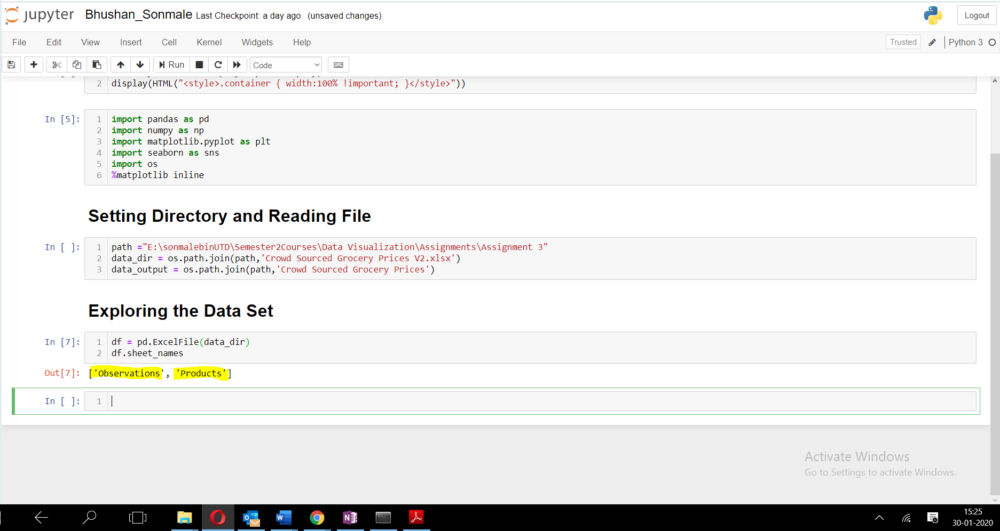 jupyter Bhushan_Sonmale Last Checkpoint: a day ago (unsaved changes) Logout
File Edit View Insert Cell Kernel Widgets Help Trusted Python 3
Run Code
2 display(HTML("<style>.container { width:100% !important; }</style>"))
In [5]: 1 import pandas as pd
2 import numpy as np
3 import matplotlib.pyplot as plt
4 import seaborn as sns
5 import os
6 %matplotlib inline
Setting Directory and Reading File
In [ ]: 1 path ="E:\sonmalebinUTD\Semester2Courses\Data Visualization\Assignments\Assignment 3"
2 data_dir = os.path.join(path,'Crowd Sourced Grocery Prices V2.xlsx')
3 data_output = os.path.join(path,'Crowd Sourced Grocery Prices')
Exploring the Data Set
In [7]: 1 df = pd.ExcelFile(data_dir)
2 df.sheet_names
Out[7]: ['Observations', 'Products']
In [ ]: 1
Activate Windows
Go to Settings to activate Windows.
15:25
30-01-2020